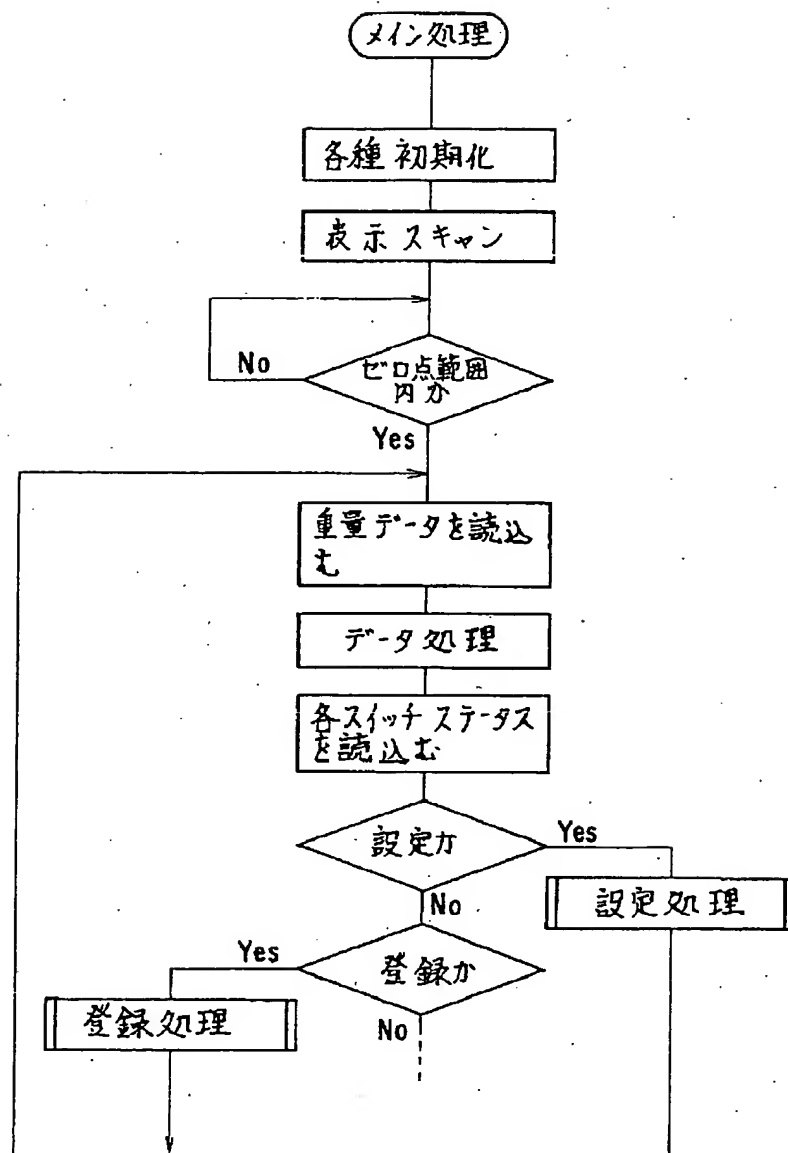 メイン処理
各種初期化
表示スキャン
No
ゼロ点範囲
内か
Yes
重量データを読込
む
データ処理
各スイッチステータス
を読込む
設定か
Yes
No
設定処理
Yes
登録か
登録処理
No